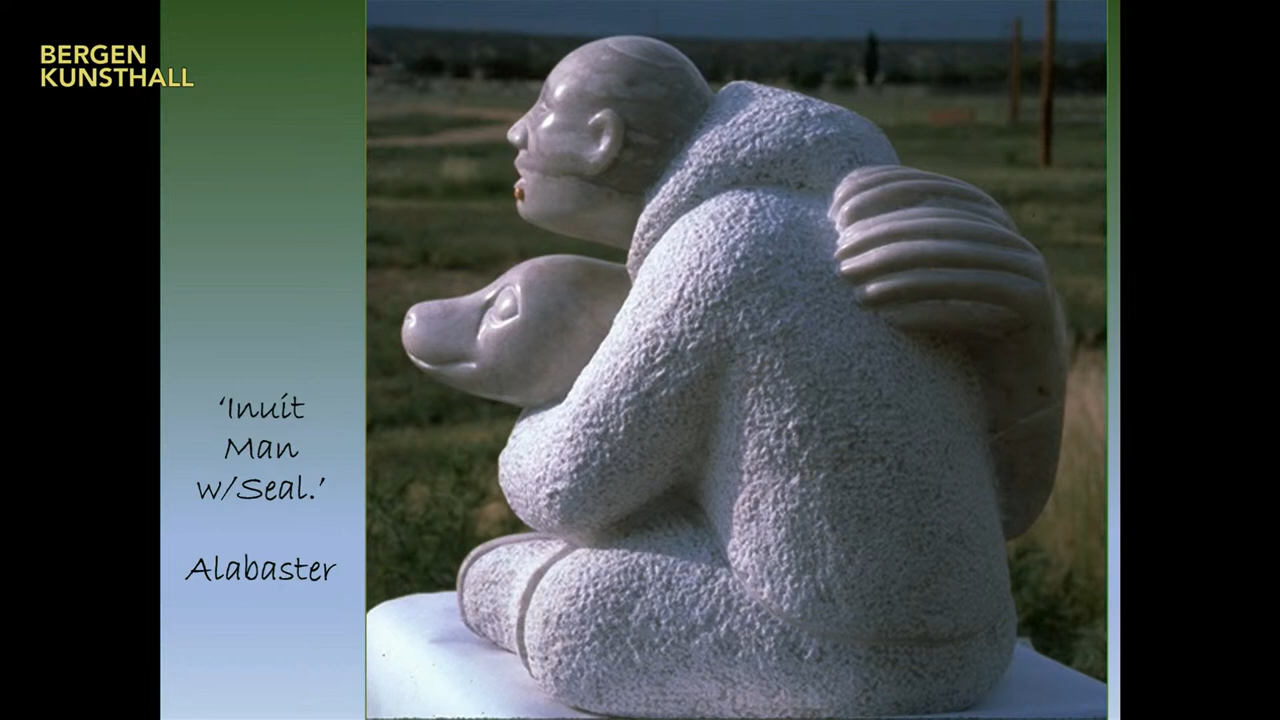 BERGEN
KUNSTHALL
‘Inuit
Man
w/Seal.’
Alabaster